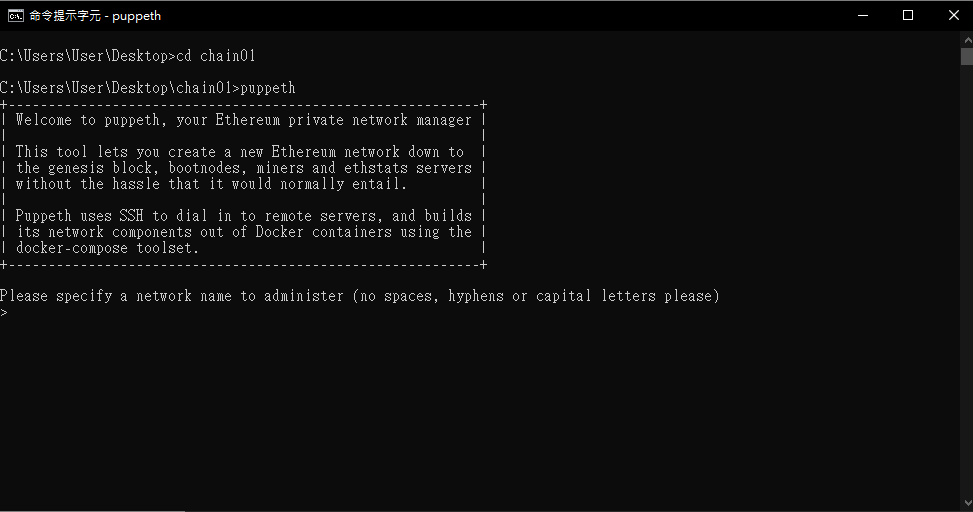 命令提示字元 - puppeth
C:\Users\User\Desktop>cd chain01
C:\Users\User\Desktop\chain01>puppeth
+-----------------------------------------------------------+
| Welcome to puppeth, your Ethereum private network manager |
|                                                           |
| This tool lets you create a new Ethereum network down to  |
| the genesis block, bootnodes, miners and ethstats servers |
| without the hassle that it would normally entail.         |
|                                                           |
| Puppeth uses SSH to dial in to remote servers, and builds |
| its network components out of Docker containers using the |
| docker-compose toolset.                                   |
+-----------------------------------------------------------+
Please specify a network name to administer (no spaces, hyphens or capital letters please)
>